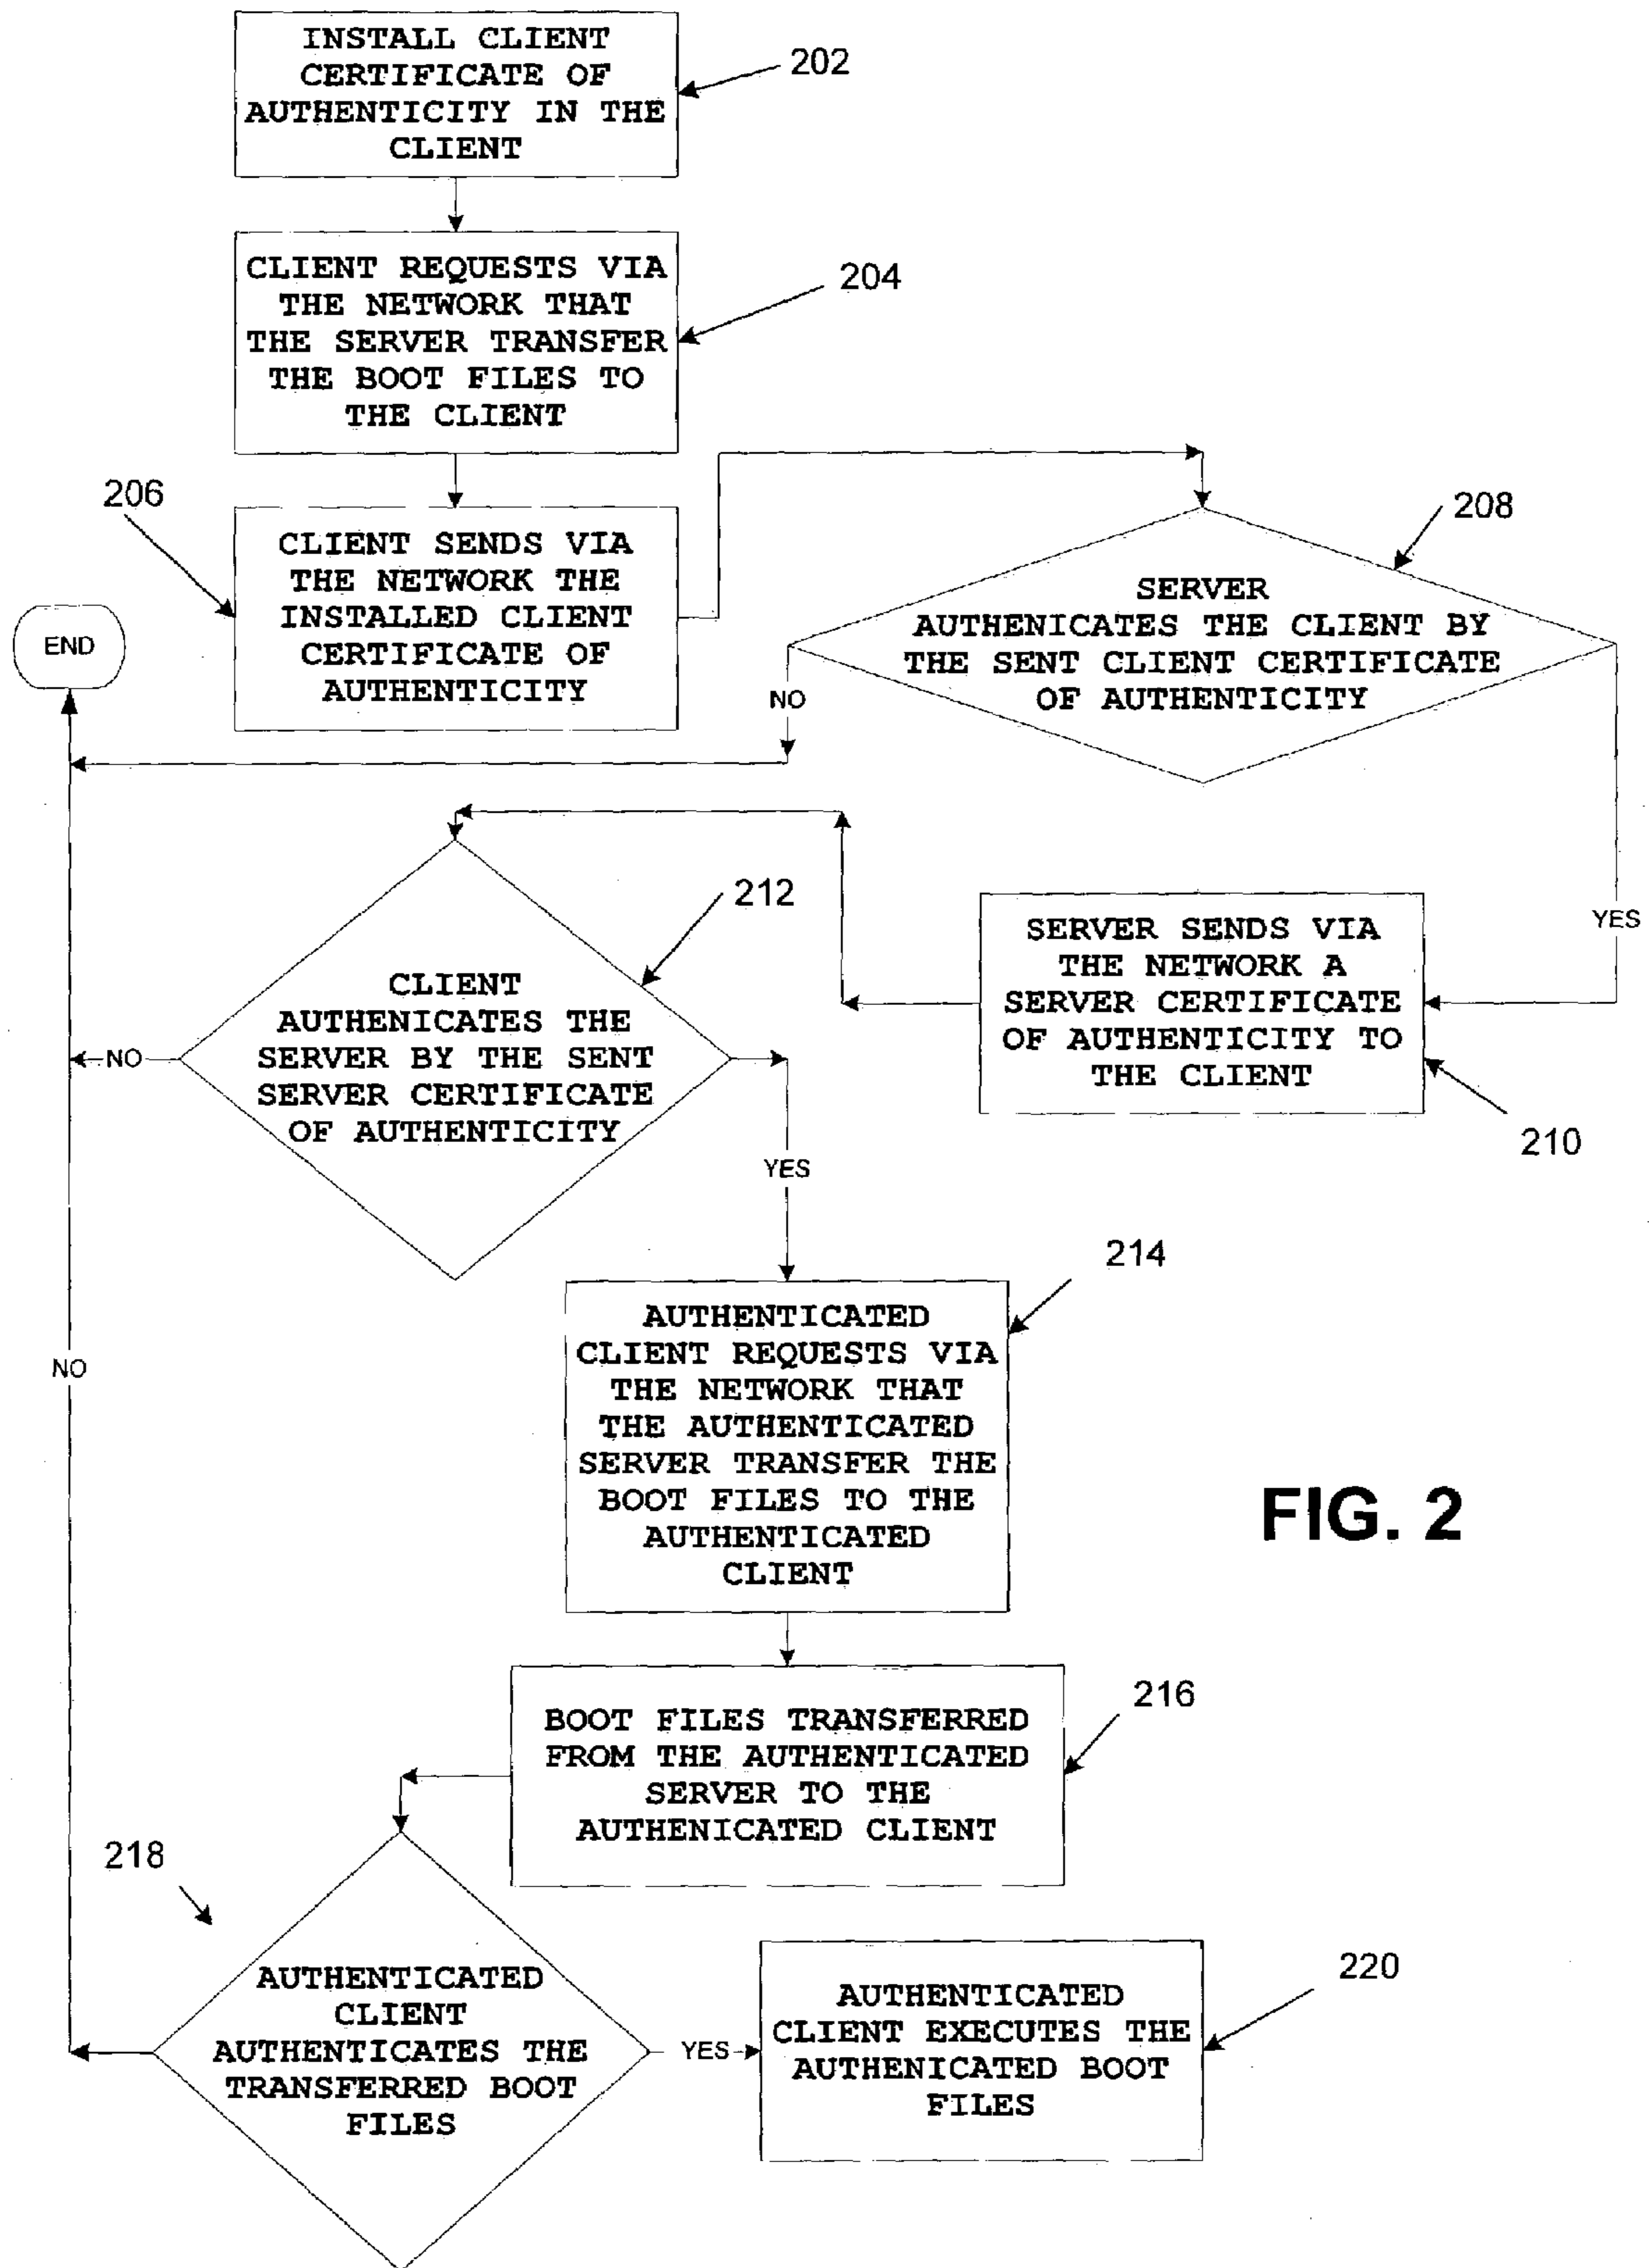 INSTALL CLIENT
CERTIFICATE OF
AUTHENTICITY IN THE
CLIENT
202
CLIENT REQUESTS VIA
THE NETWORK THAT
THE SERVER TRANSFER
THE BOOT FILES TO
THE CLIENT
204
206
CLIENT SENDS VIA
THE NETWORK THE
INSTALLED CLIENT
CERTIFICATE OF
AUTHENTICITY
208
SERVER
AUTHENICATES THE CLIENT BY
THE SENT CLIENT CERTIFICATE
OF AUTHENTICITY
END
NO
YES
212
CLIENT
AUTHENICATES THE
SERVER BY THE SENT
SERVER CERTIFICATE
OF AUTHENTICITY
NO
YES
SERVER SENDS VIA
THE NETWORK A
SERVER CERTIFICATE
OF AUTHENTICITY TO
THE CLIENT
210
214
AUTHENTICATED
CLIENT REQUESTS VIA
THE NETWORK THAT
THE AUTHENTICATED
SERVER TRANSFER THE
BOOT FILES TO THE
AUTHENTICATED
CLIENT
NO
FIG. 2
216
BOOT FILES TRANSFERRED
FROM THE AUTHENTICATED
SERVER TO THE
AUTHENICATED CLIENT
218
AUTHENTICATED
CLIENT
AUTHENTICATES THE
TRANSFERRED BOOT
FILES
YES
220
AUTHENTICATED
CLIENT EXECUTES THE
AUTHENICATED BOOT
FILES